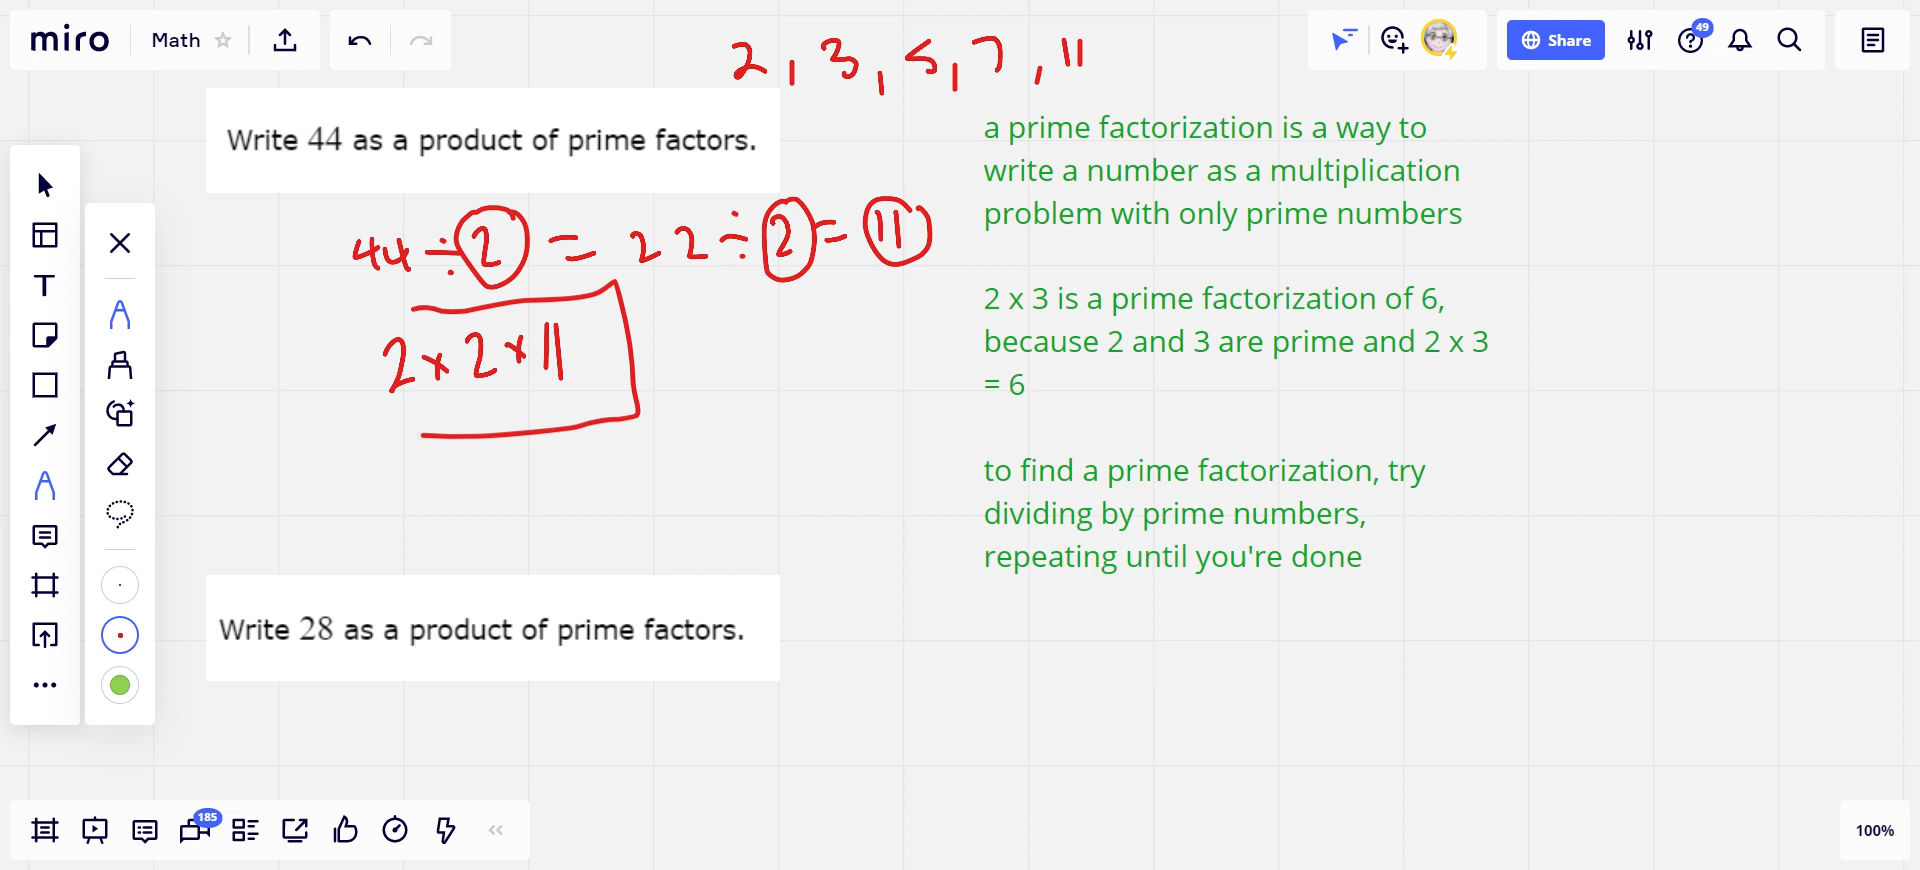 miro
Math
Share
49
2, 3, 5, 7, 11
Write 44 as a product of prime factors.
44 ÷ 2 = 22 ÷ 2 = 11
2 × 2 × 11
a prime factorization is a way to
write a number as a multiplication
problem with only prime numbers
2 x 3 is a prime factorization of 6,
because 2 and 3 are prime and 2 x 3
= 6
to find a prime factorization, try
dividing by prime numbers,
repeating until you're done
Write 28 as a product of prime factors.
185
100%